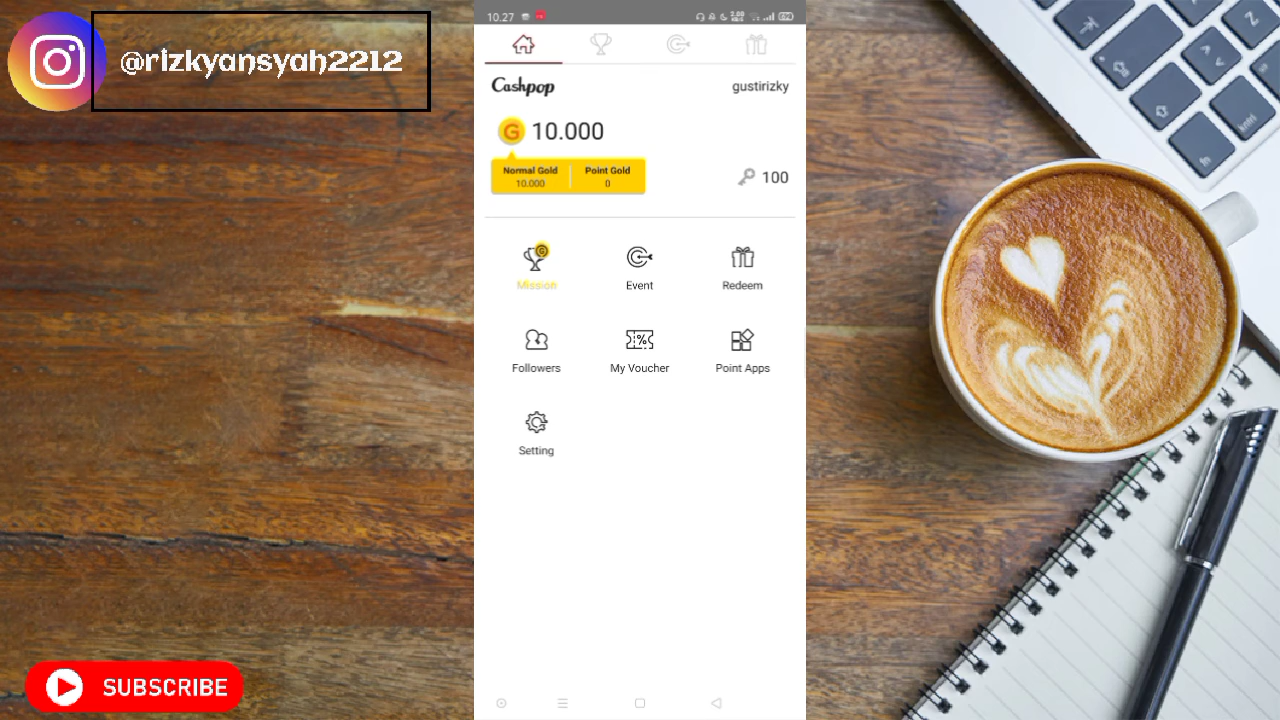 @rizkyansyah2212
10.27
Cashpop
gustirizky
G 10.000
Normal Gold
Point Gold
10.000
0
100
Mission
Event
Redeem
Followers
My Voucher
Point Apps
Setting
SUBSCRIBE